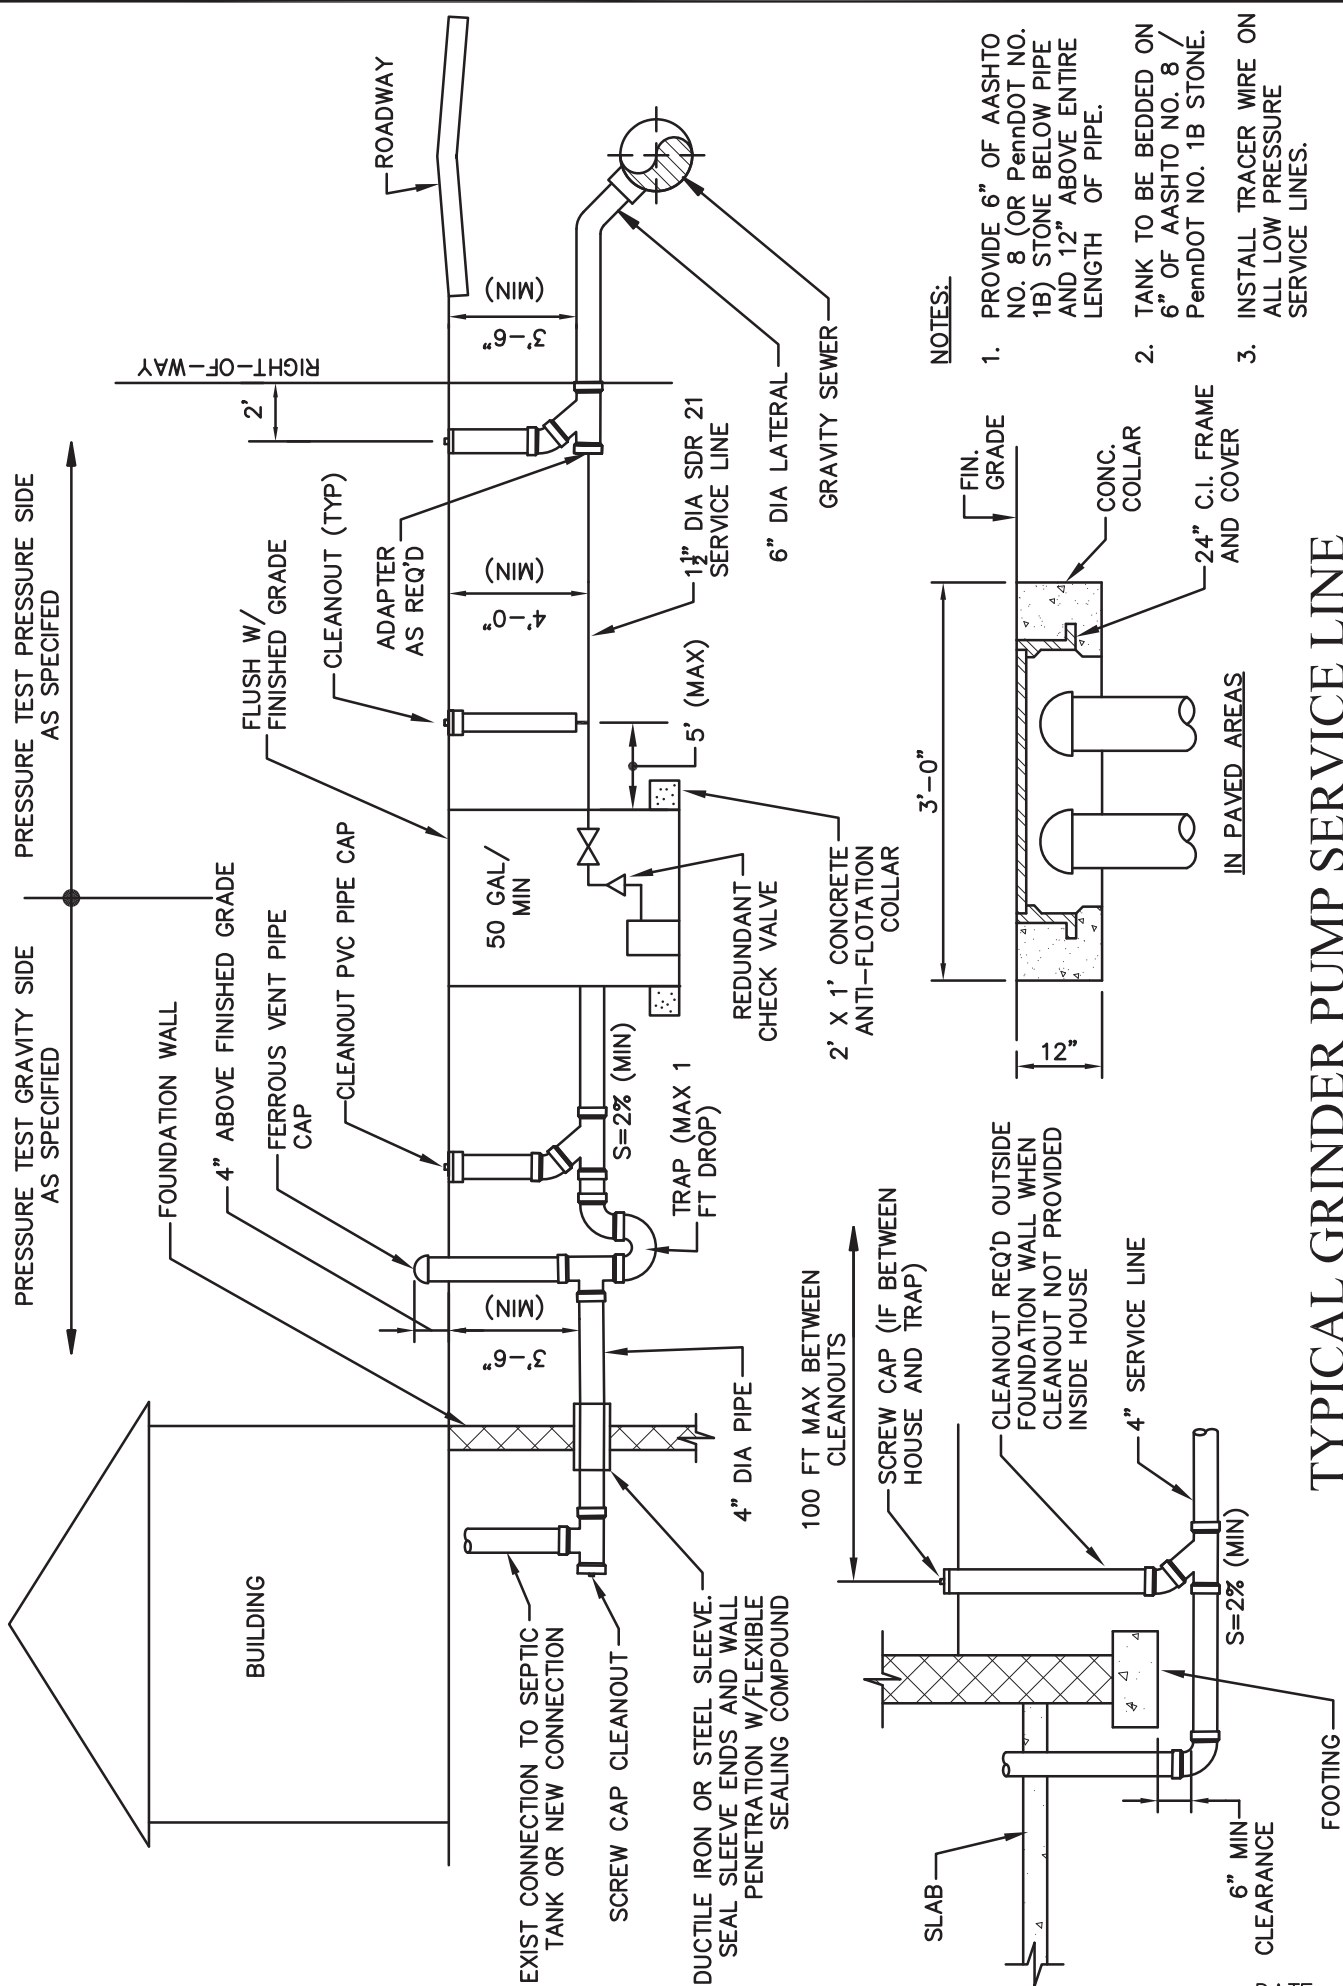 PRESSURE TEST GRAVITY SIDE
AS SPECIFIED
PRESSURE TEST PRESSURE SIDE
AS SPECIFED
FOUNDATION WALL
4" ABOVE FINISHED GRADE
FERROUS VENT PIPE
CAP
CLEANOUT PVC PIPE CAP
FLUSH W/
FINISHED GRADE
CLEANOUT (TYP)
ADAPTER
AS REQ'D
2'
RIGHT-OF-WAY
ROADWAY
BUILDING
3'-6"
(MIN)
50 GAL/
MIN
4'-0"
(MIN)
3'-6"
(MIN)
EXIST CONNECTION TO SEPTIC
TANK OR NEW CONNECTION
SCREW CAP CLEANOUT
DUCTILE IRON OR STEEL SLEEVE.
SEAL SLEEVE ENDS AND WALL
PENETRATION W/FLEXIBLE
SEALING COMPOUND
4" DIA PIPE
TRAP (MAX 1
FT DROP)
S=2% (MIN)
REDUNDANT
CHECK VALVE
2' X 1' CONCRETE
ANTI-FLOTATION
COLLAR
5' (MAX)
1 1/2" DIA SDR 21
SERVICE LINE
6" DIA LATERAL
GRAVITY SEWER
100 FT MAX BETWEEN
CLEANOUTS
SCREW CAP (IF BETWEEN
HOUSE AND TRAP)
CLEANOUT REQ'D OUTSIDE
FOUNDATION WALL WHEN
CLEANOUT NOT PROVIDED
INSIDE HOUSE
4" SERVICE LINE
SLAB
S=2% (MIN)
6" MIN
CLEARANCE
FOOTING
3'-0"
12"
FIN.
GRADE
CONC.
COLLAR
24" C.I. FRAME
AND COVER
IN PAVED AREAS
NOTES:
1. PROVIDE 6" OF AASHTO
NO. 8 (OR PennDOT NO.
1B) STONE BELOW PIPE
AND 12" ABOVE ENTIRE
LENGTH OF PIPE.
2. TANK TO BE BEDDED ON
6" OF AASHTO NO. 8 /
PennDOT NO. 1B STONE.
3. INSTALL TRACER WIRE ON
ALL LOW PRESSURE
SERVICE LINES.
TYPICAL GRINDER PUMP SERVICE LINE